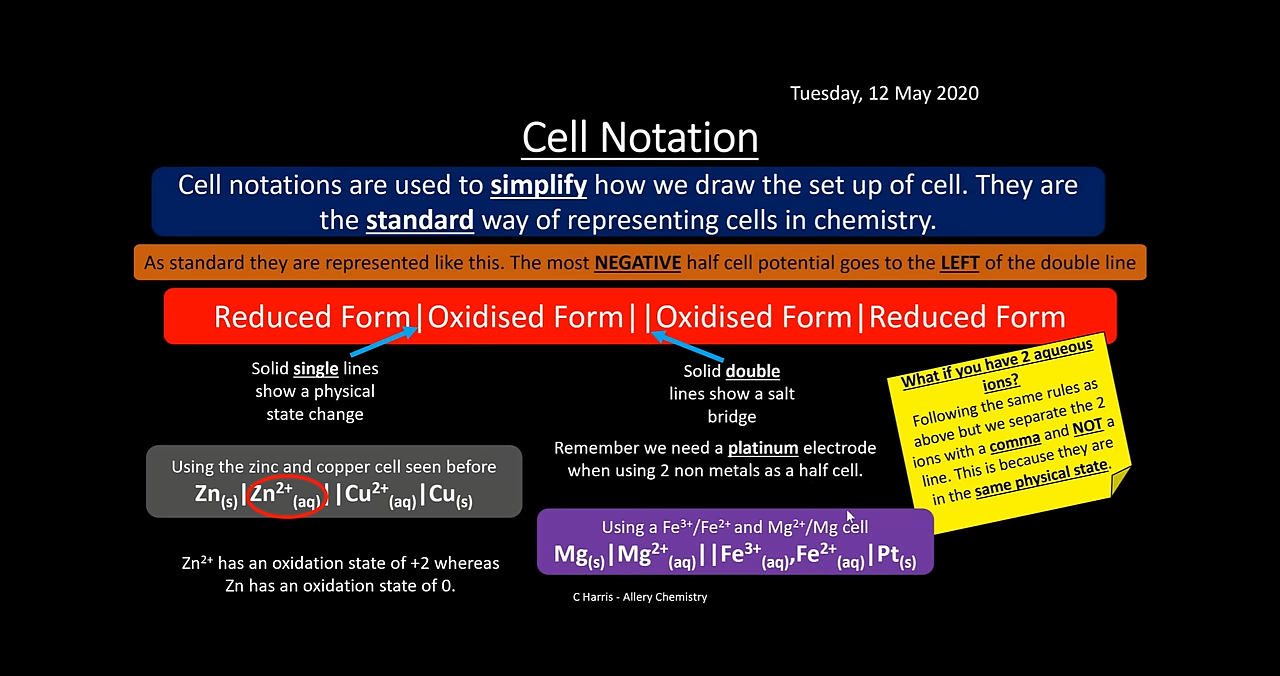 Tuesday, 12 May 2020
Cell Notation
Cell notations are used to simplify how we draw the set up of cell. They are
the standard way of representing cells in chemistry.
As standard they are represented like this. The most NEGATIVE half cell potential goes to the LEFT of the double line
Reduced Form|Oxidised Form||Oxidised Form|Reduced Form
Solid single lines
show a physical
state change
Solid double
lines show a salt
bridge
What if you have 2 aqueous
ions?
Following the same rules as
above but we separate the 2
ions with a comma and NOT a
line. This is because they are
in the same physical state.
Remember we need a platinum electrode
when using 2 non metals as a half cell.
Using the zinc and copper cell seen before
Zn(s)|Zn²⁺(aq)||Cu²⁺(aq)|Cu(s)
Using a Fe³⁺/Fe²⁺ and Mg²⁺/Mg cell
Mg(s)|Mg²⁺(aq)||Fe³⁺(aq),Fe²⁺(aq)|Pt(s)
Zn²⁺ has an oxidation state of +2 whereas
Zn has an oxidation state of 0.
C Harris - Allery Chemistry